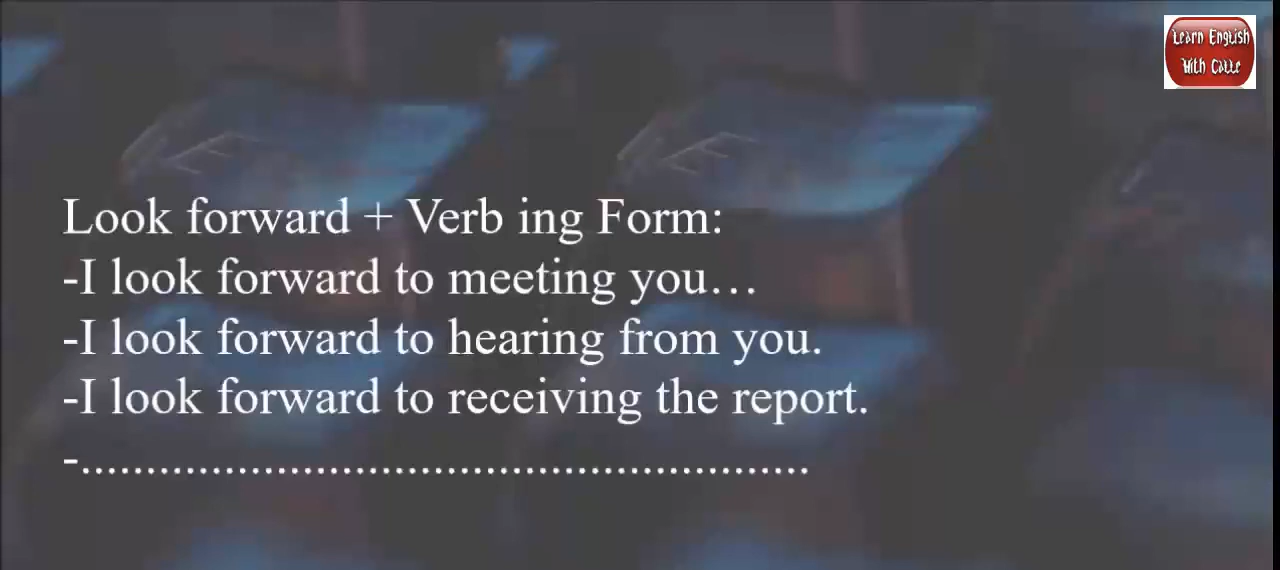 Learn English
With Catte
Look forward + Verb ing Form:
-I look forward to meeting you…
-I look forward to hearing from you.
-I look forward to receiving the report.
-........................................................